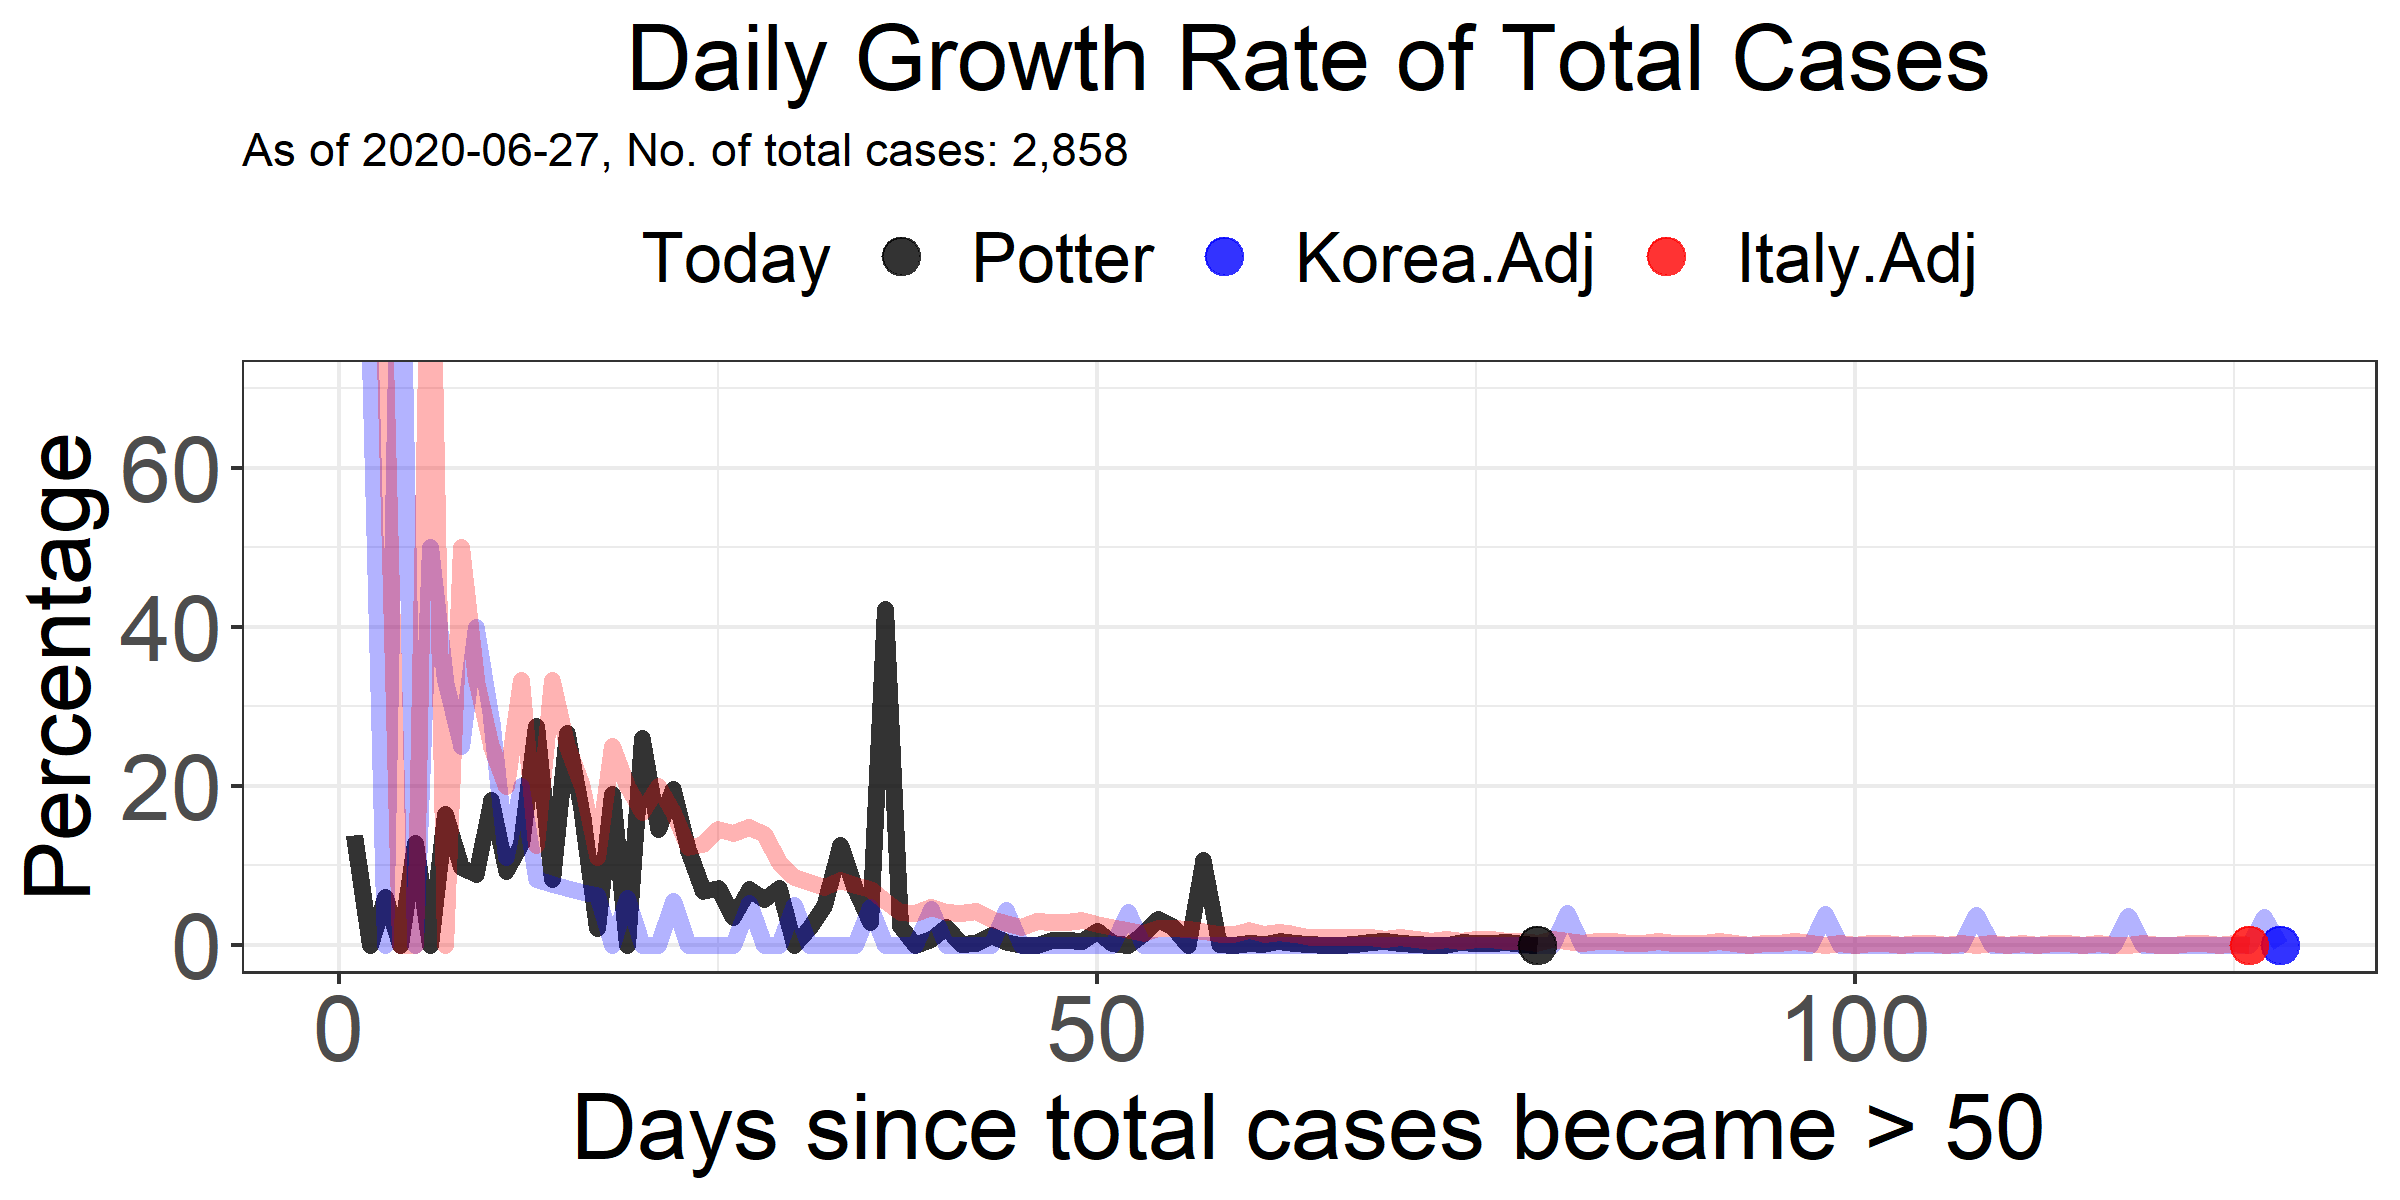 Daily Growth Rate of Total Cases
As of 2020-06-27, No. of total cases: 2,858
Today Potter Korea.Adj Italy.Adj
Percentage
60
40
20
0
0 50 100
Days since total cases became > 50